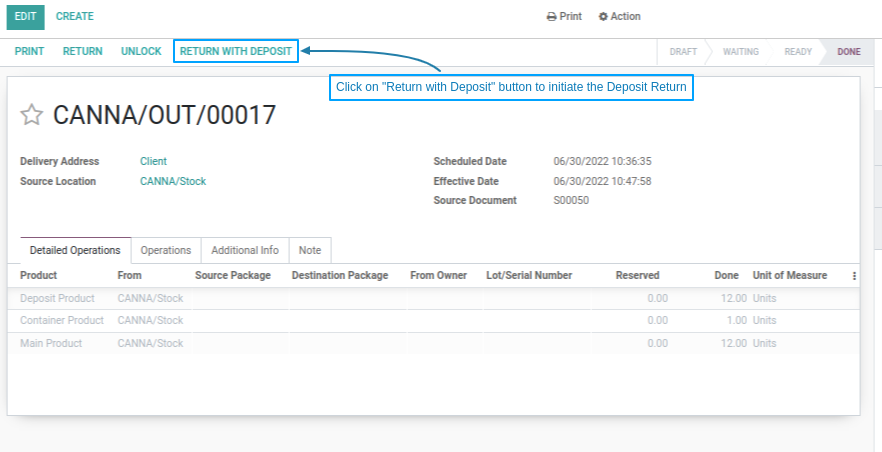 EDIT CREATE Print Action
PRINT RETURN UNLOCK RETURN WITH DEPOSIT DRAFT WAITING READY DONE
Click on "Return with Deposit" button to initiate the Deposit Return
CANNA/OUT/00017
Delivery Address Client Scheduled Date 06/30/2022 10:36:35
Source Location CANNA/Stock Effective Date 06/30/2022 10:47:58
Source Document S00050
Detailed Operations Operations Additional Info Note
Product From Source Package Destination Package From Owner Lot/Serial Number Reserved Done Unit of Measure
Deposit Product CANNA/Stock 0.00 12.00 Units
Container Product CANNA/Stock 0.00 1.00 Units
Main Product CANNA/Stock 0.00 12.00 Units